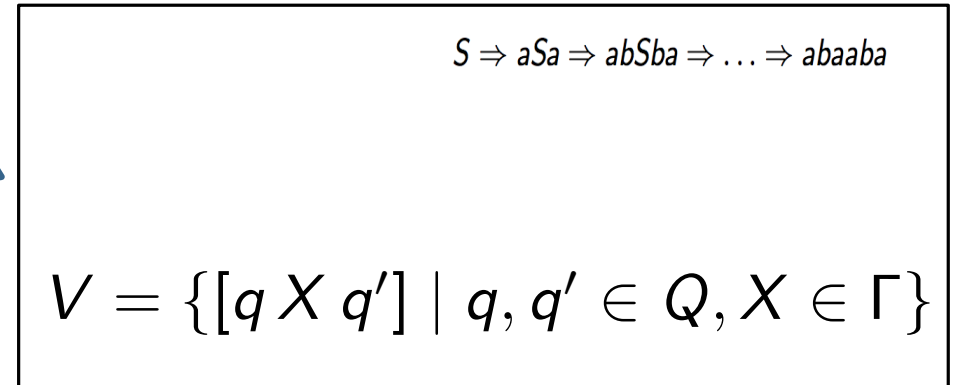 S ⇒ aSa ⇒ abSba ⇒ ... ⇒ abaaba
V = {[q X q′] | q, q′ ∈ Q, X ∈ Γ}